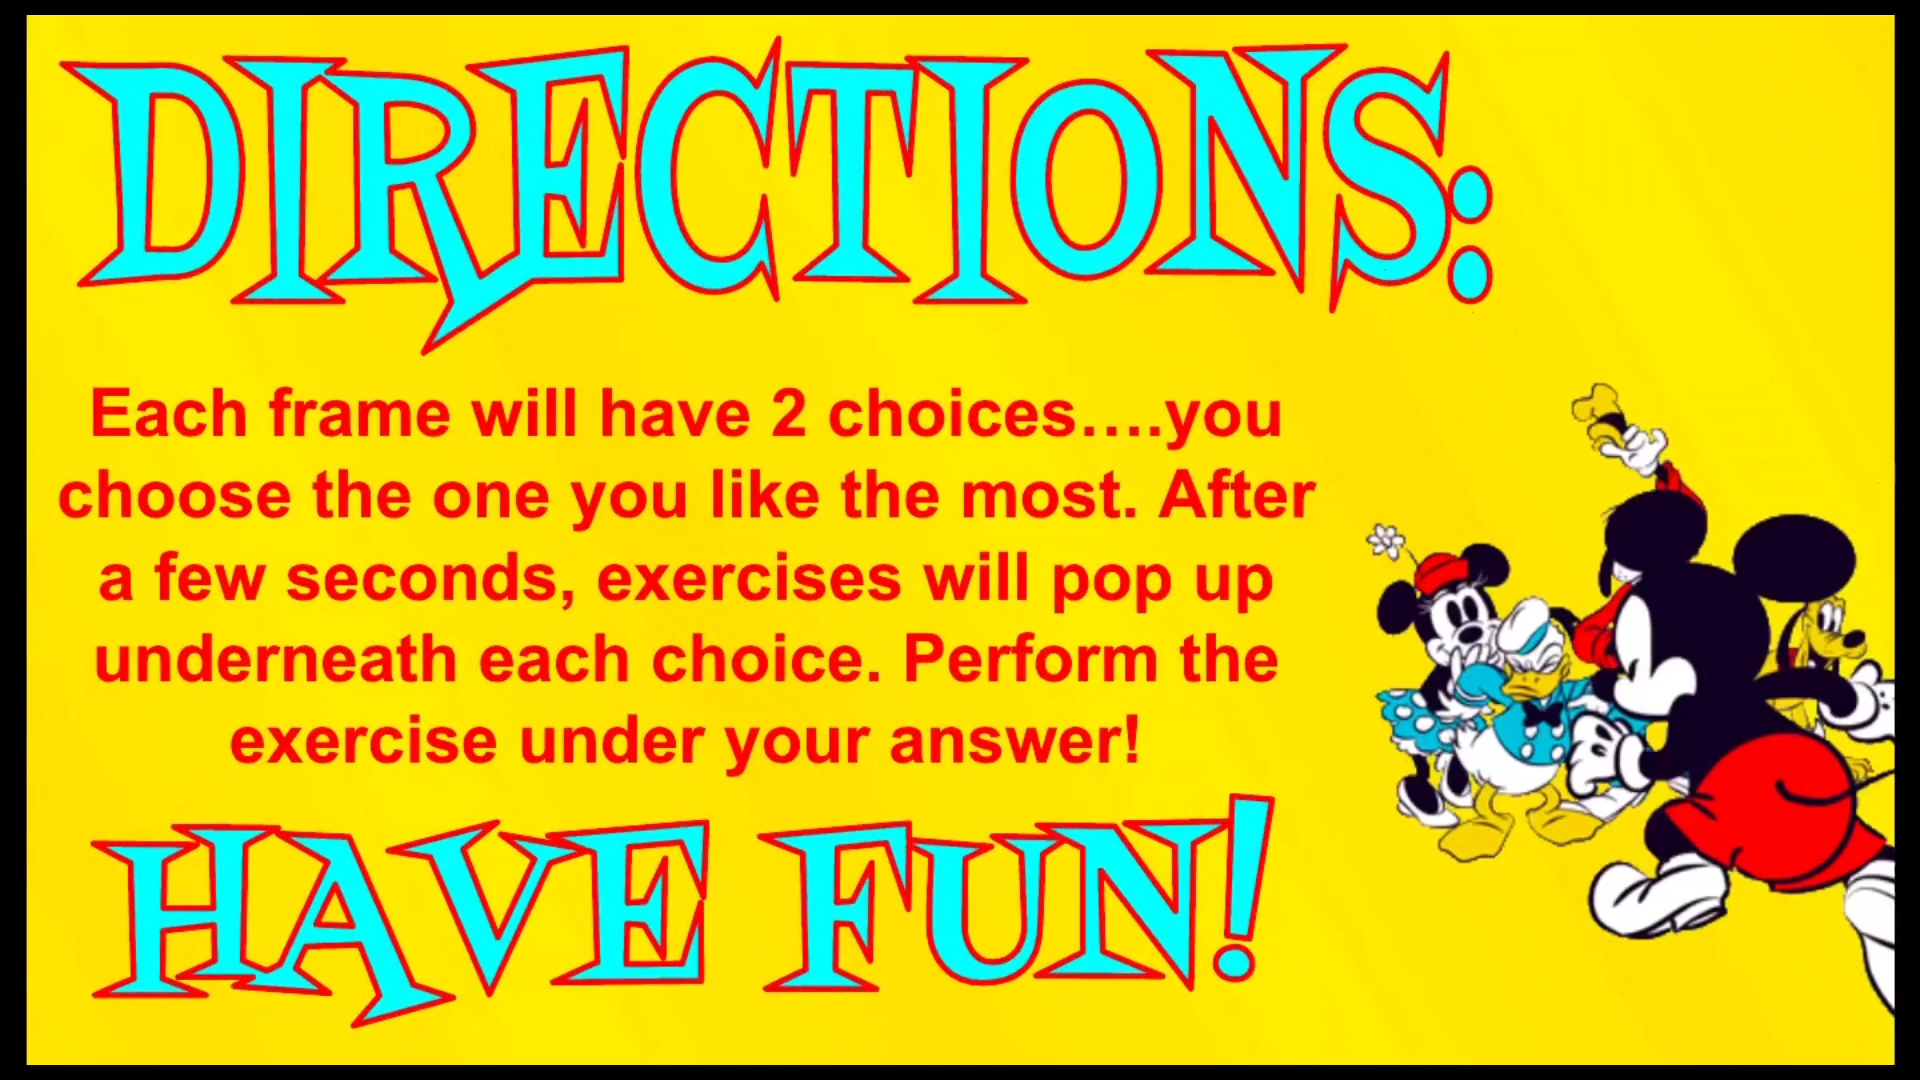 DIRECTIONS:
Each frame will have 2 choices....you
choose the one you like the most. After
a few seconds, exercises will pop up
underneath each choice. Perform the
exercise under your answer!
HAVE FUN!